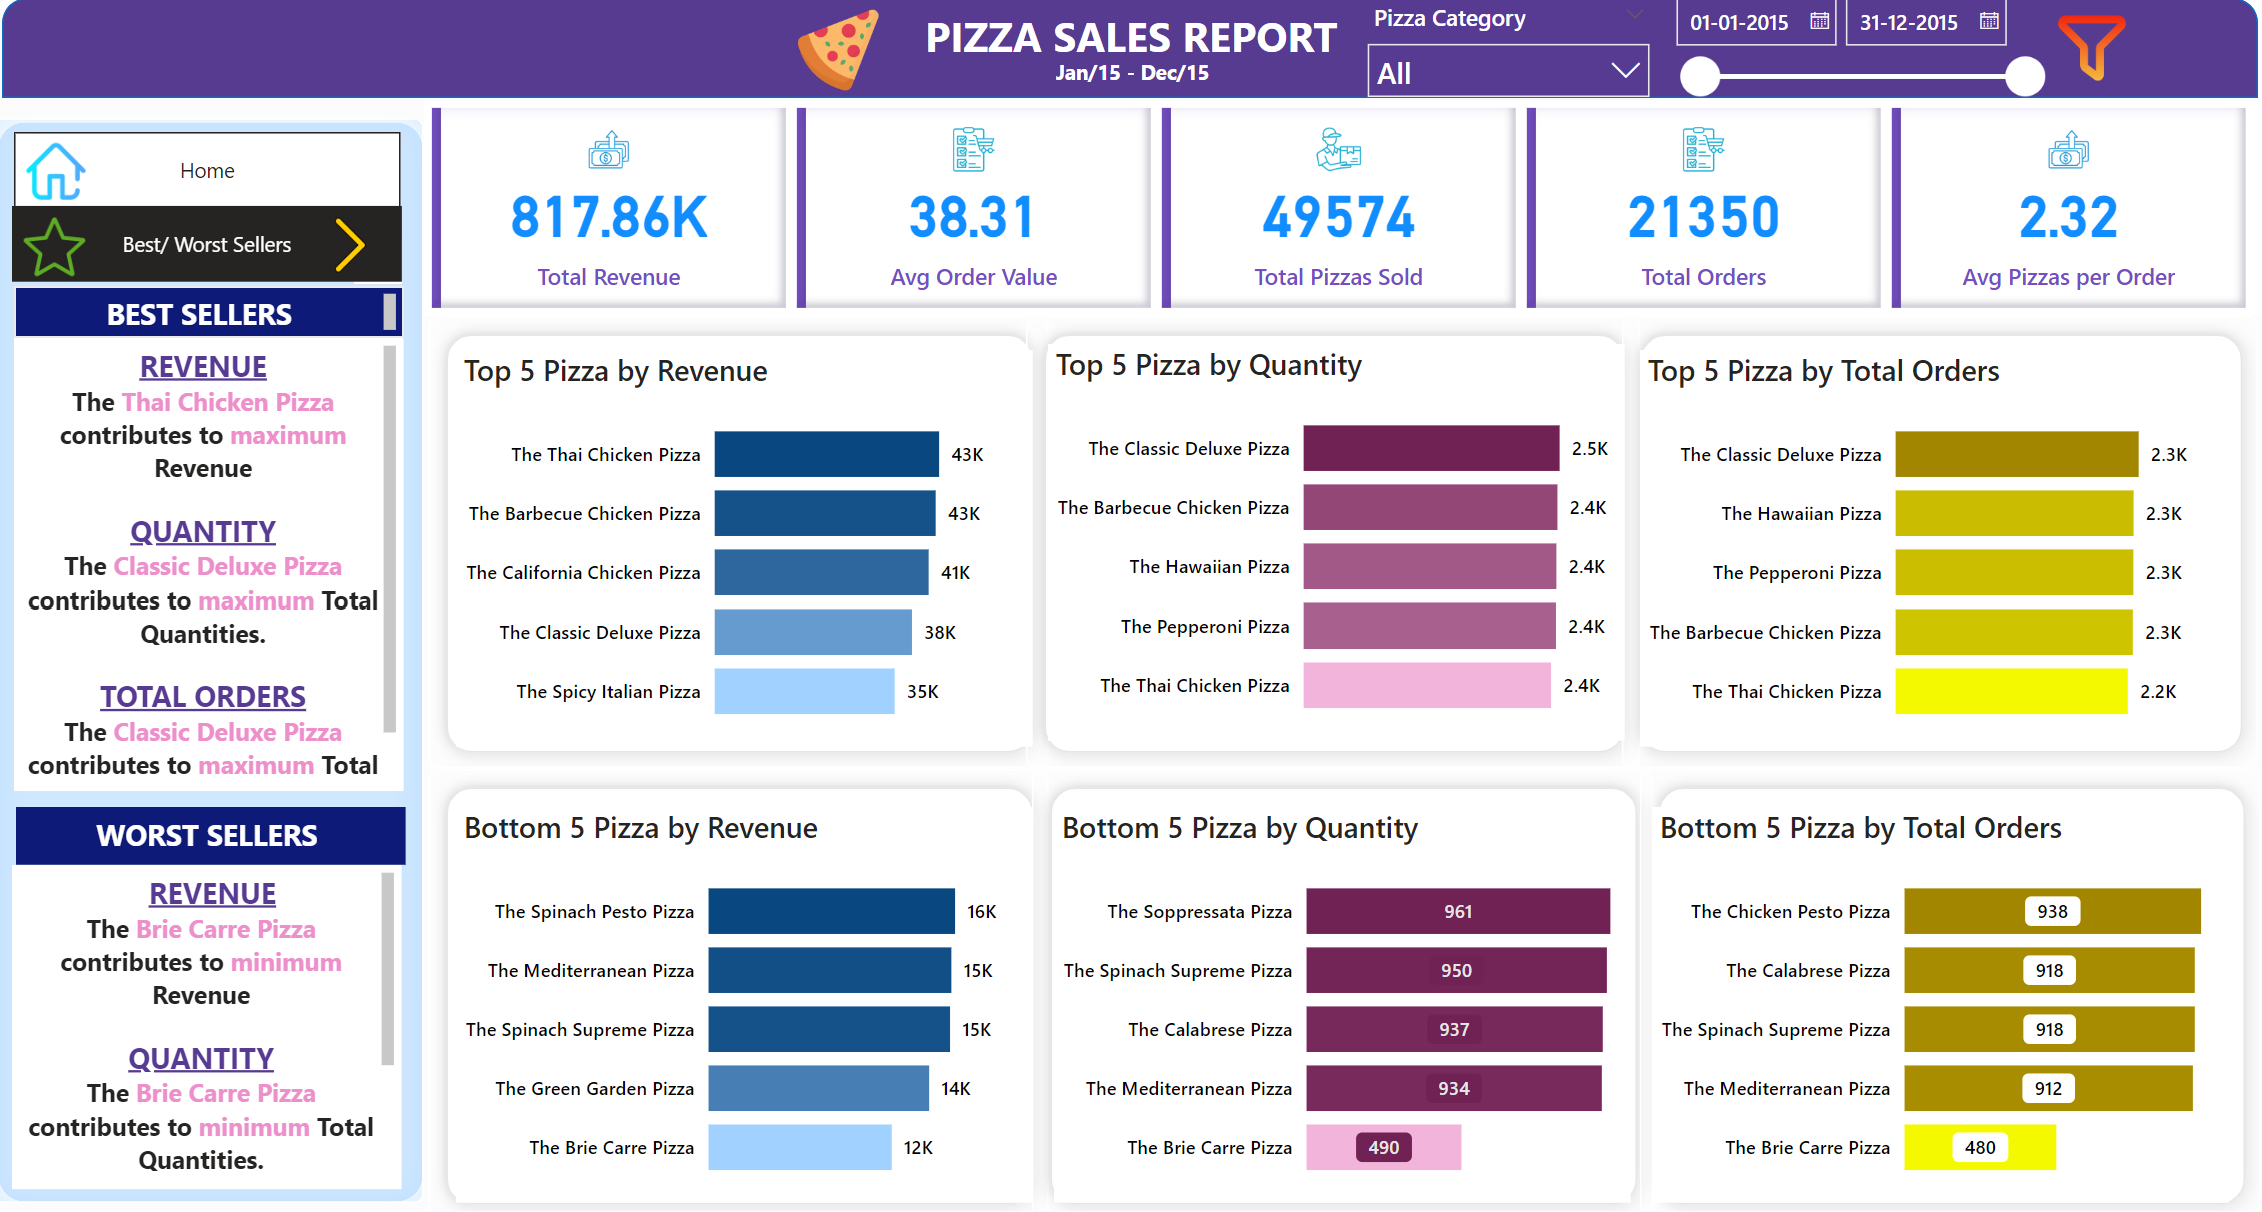 PIZZA SALES REPORT
Jan/15 - Dec/15
Pizza Category
All
01-01-2015
31-12-2015
Home
Best/ Worst Sellers
BEST SELLERS
REVENUE
The Thai Chicken Pizza
contributes to maximum
Revenue
QUANTITY
The Classic Deluxe Pizza
contributes to maximum Total
Quantities.
TOTAL ORDERS
The Classic Deluxe Pizza
contributes to maximum Total
WORST SELLERS
REVENUE
The Brie Carre Pizza
contributes to minimum
Revenue
QUANTITY
The Brie Carre Pizza
contributes to minimum Total
Quantities.
817.86K
Total Revenue
38.31
Avg Order Value
49574
Total Pizzas Sold
21350
Total Orders
2.32
Avg Pizzas per Order
Top 5 Pizza by Revenue
The Thai Chicken Pizza 43K
The Barbecue Chicken Pizza 43K
The California Chicken Pizza 41K
The Classic Deluxe Pizza 38K
The Spicy Italian Pizza 35K
Top 5 Pizza by Quantity
The Classic Deluxe Pizza 2.5K
The Barbecue Chicken Pizza 2.4K
The Hawaiian Pizza 2.4K
The Pepperoni Pizza 2.4K
The Thai Chicken Pizza 2.4K
Top 5 Pizza by Total Orders
The Classic Deluxe Pizza 2.3K
The Hawaiian Pizza 2.3K
The Pepperoni Pizza 2.3K
The Barbecue Chicken Pizza 2.3K
The Thai Chicken Pizza 2.2K
Bottom 5 Pizza by Revenue
The Spinach Pesto Pizza 16K
The Mediterranean Pizza 15K
The Spinach Supreme Pizza 15K
The Green Garden Pizza 14K
The Brie Carre Pizza 12K
Bottom 5 Pizza by Quantity
The Soppressata Pizza 961
The Spinach Supreme Pizza 950
The Calabrese Pizza 937
The Mediterranean Pizza 934
The Brie Carre Pizza 490
Bottom 5 Pizza by Total Orders
The Chicken Pesto Pizza 938
The Calabrese Pizza 918
The Spinach Supreme Pizza 918
The Mediterranean Pizza 912
The Brie Carre Pizza 480